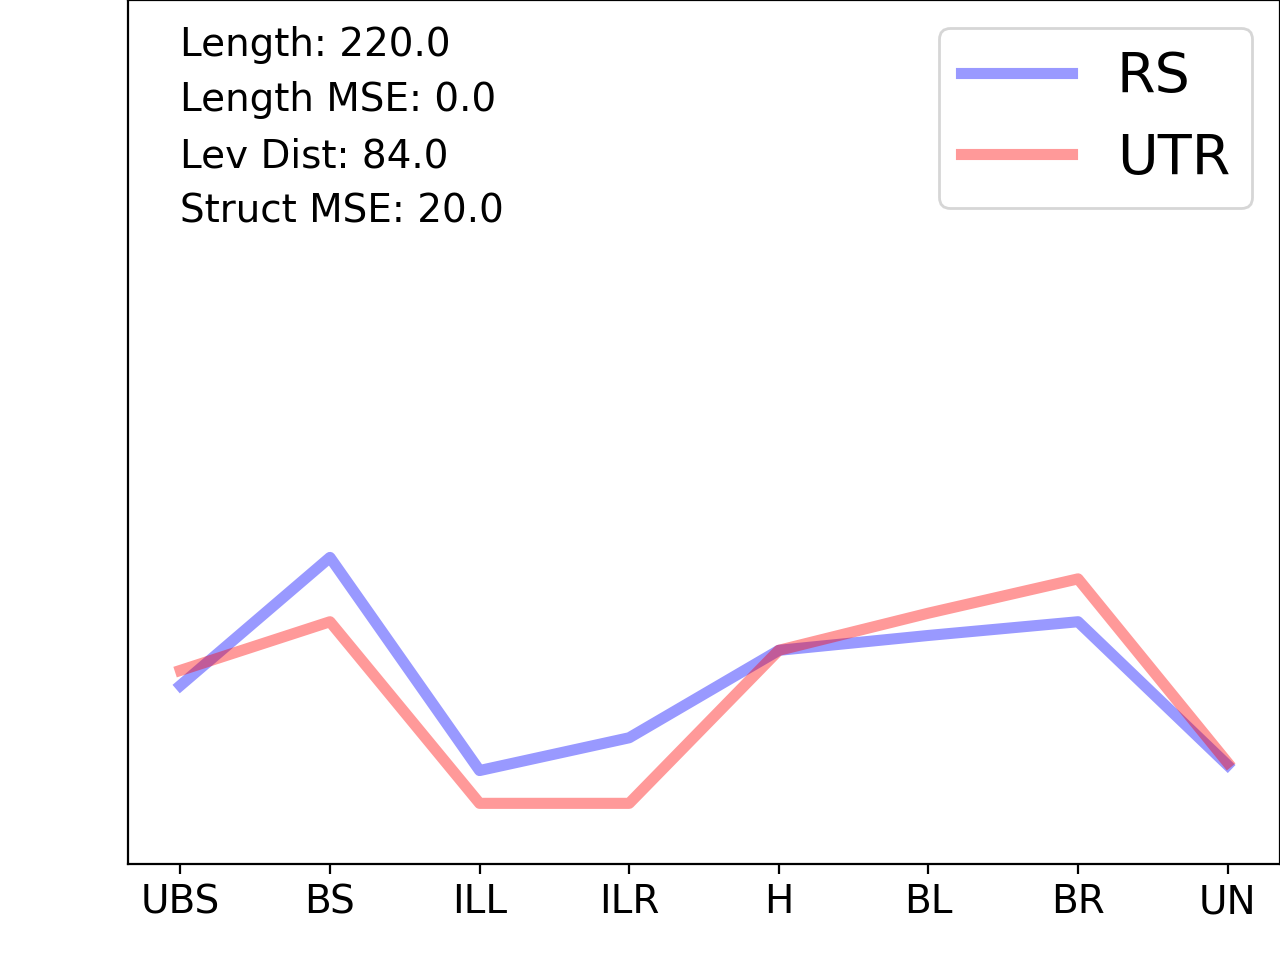 Length: 220.0
Length MSE: 0.0
Lev Dist: 84.0
Struct MSE: 20.0
RS
UTR
UBS BS ILL ILR H BL BR UN